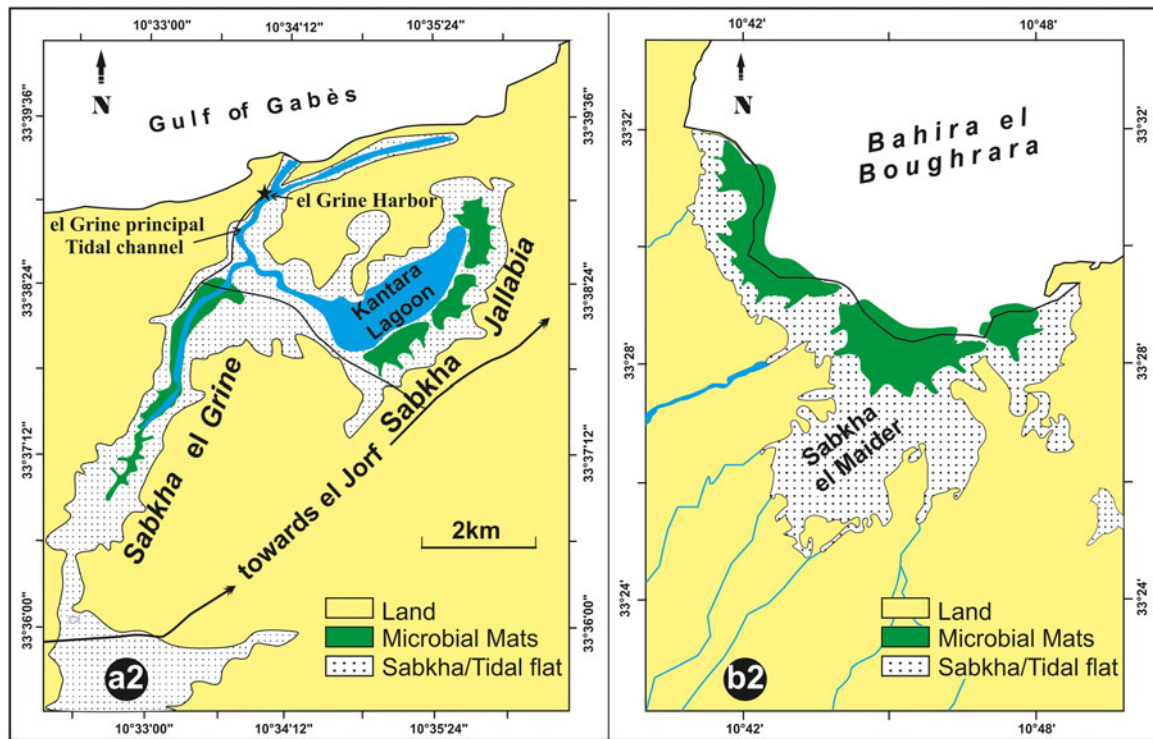 10°33'00"
10°34'12"
10°35'24"
N
Gulf of Gabès
33°39'36"
33°39'36"
el Grine Harbor
el Grine principal
Tidal channel
33°38'24"
33°38'24"
Kantara
Lagoon
Sabkha Jallabia
Sabkha el Grine
33°37'12"
33°37'12"
towards el Jorf
2km
33°36'00"
33°36'00"
Land
Microbial Mats
Sabkha/Tidal flat
a2
10°33'00"
10°34'12"
10°35'24"
10°42'
10°48'
N
33°32'
33°32'
Bahira el
Boughrara
33°28'
33°28'
Sabkha
el Maider
33°24'
33°24'
Land
Microbial Mats
Sabkha/Tidal flat
b2
10°42'
10°48'